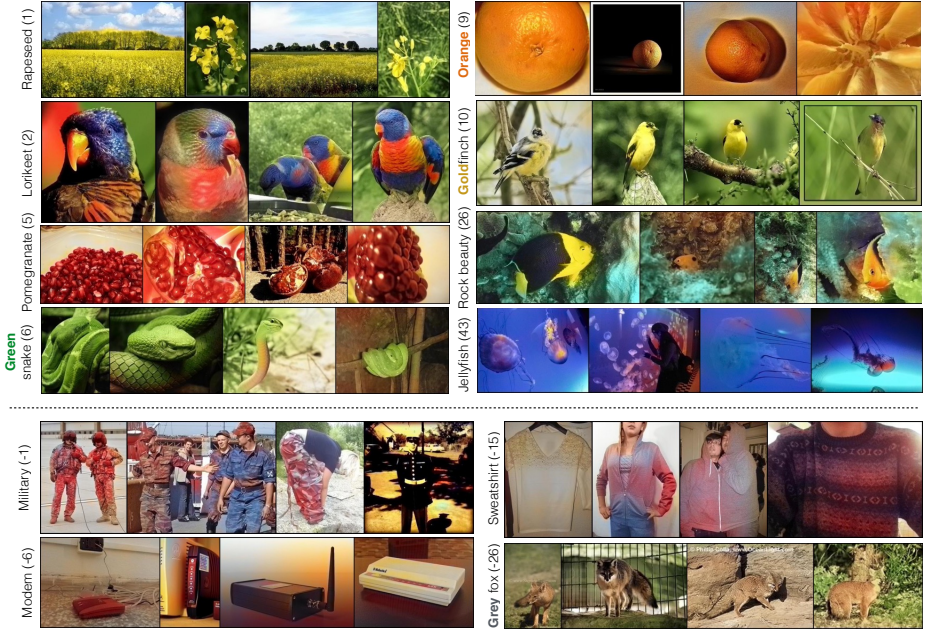 Rapeseed (1)
Orange (9)
Lorikeet (2)
Goldfinch (10)
Pomegranate (5)
Rock beauty (26)
Green
snake (6)
Jellyfish (43)
Military (-1)
Sweatshirt (-15)
Modem (-6)
Grey fox (-26)